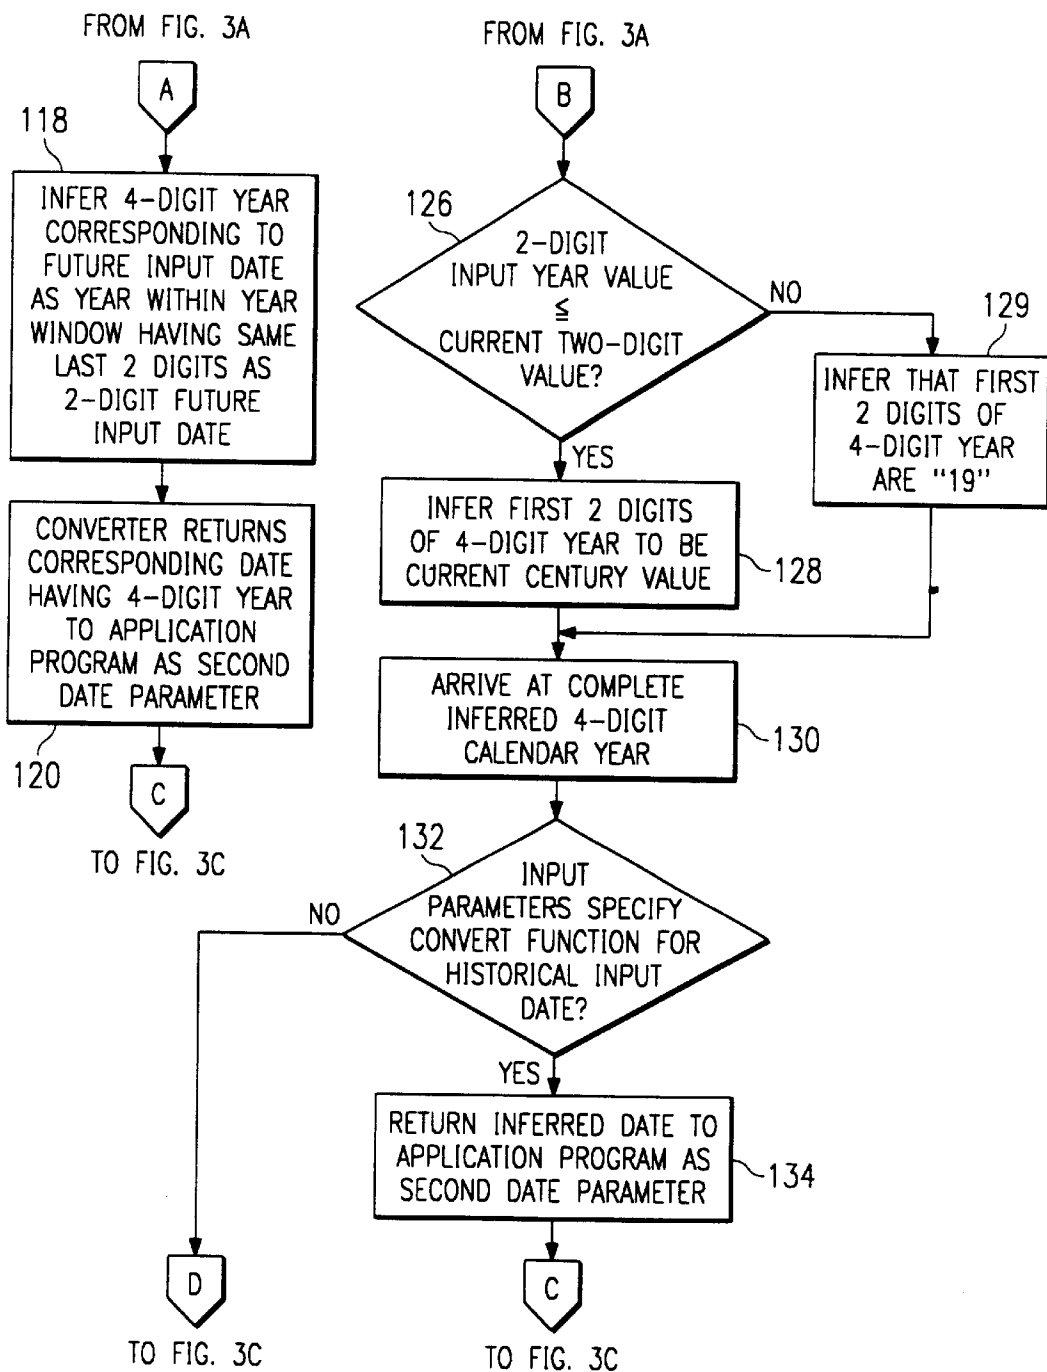 FROM FIG. 3A
A
118
INFER 4-DIGIT YEAR
CORRESPONDING TO
FUTURE INPUT DATE
AS YEAR WITHIN YEAR
WINDOW HAVING SAME
LAST 2 DIGITS AS
2-DIGIT FUTURE
INPUT DATE
CONVERTER RETURNS
CORRESPONDING DATE
HAVING 4-DIGIT YEAR
TO APPLICATION
PROGRAM AS SECOND
DATE PARAMETER
120
C
TO FIG. 3C
FROM FIG. 3A
B
126
2-DIGIT
INPUT YEAR VALUE
≦
CURRENT TWO-DIGIT
VALUE?
NO
129
INFER THAT FIRST
2 DIGITS OF
4-DIGIT YEAR
ARE "19"
YES
INFER FIRST 2 DIGITS
OF 4-DIGIT YEAR TO BE
CURRENT CENTURY VALUE
128
ARRIVE AT COMPLETE
INFERRED 4-DIGIT
CALENDAR YEAR
130
132
INPUT
PARAMETERS SPECIFY
CONVERT FUNCTION FOR
HISTORICAL INPUT
DATE?
NO
YES
RETURN INFERRED DATE TO
APPLICATION PROGRAM AS
SECOND DATE PARAMETER
134
D
TO FIG. 3C
C
TO FIG. 3C